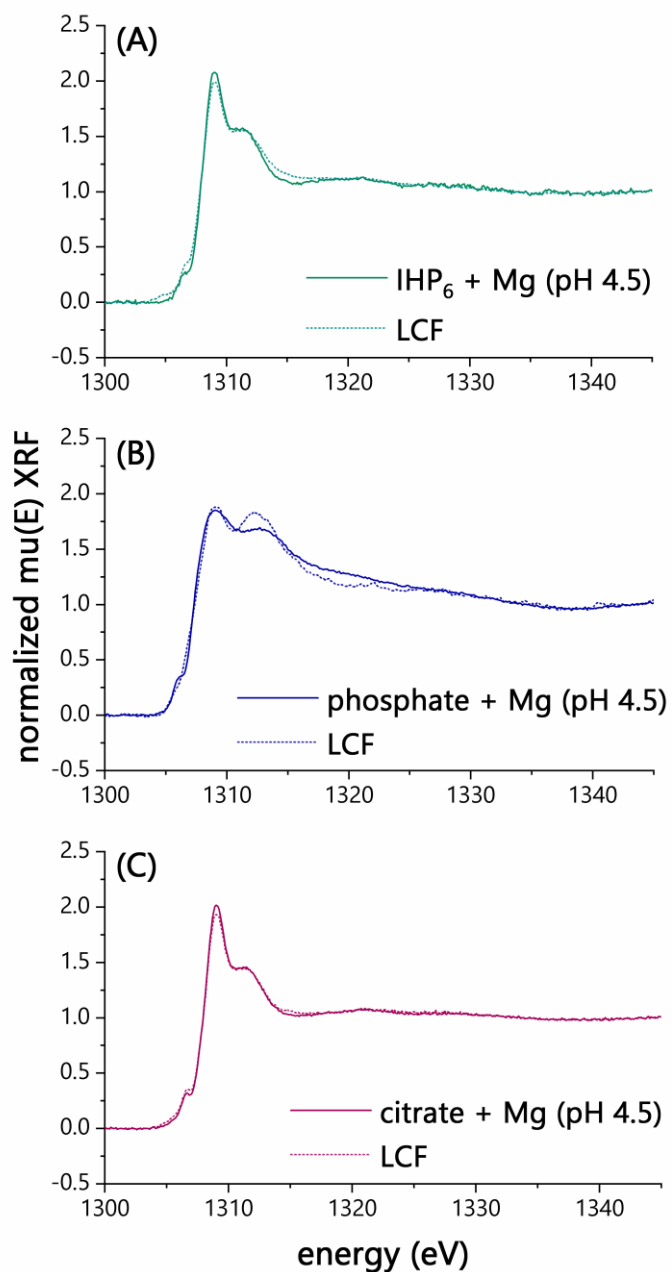 (A)
2.5
2.0
1.5
1.0
0.5
0.0
-0.5
IHP₆ + Mg (pH 4.5)
LCF
1300 1310 1320 1330 1340
(B)
2.5
2.0
1.5
1.0
0.5
0.0
-0.5
phosphate + Mg (pH 4.5)
LCF
1300 1310 1320 1330 1340
normalized mu(E) XRF
(C)
2.5
2.0
1.5
1.0
0.5
0.0
-0.5
citrate + Mg (pH 4.5)
LCF
1300 1310 1320 1330 1340
energy (eV)